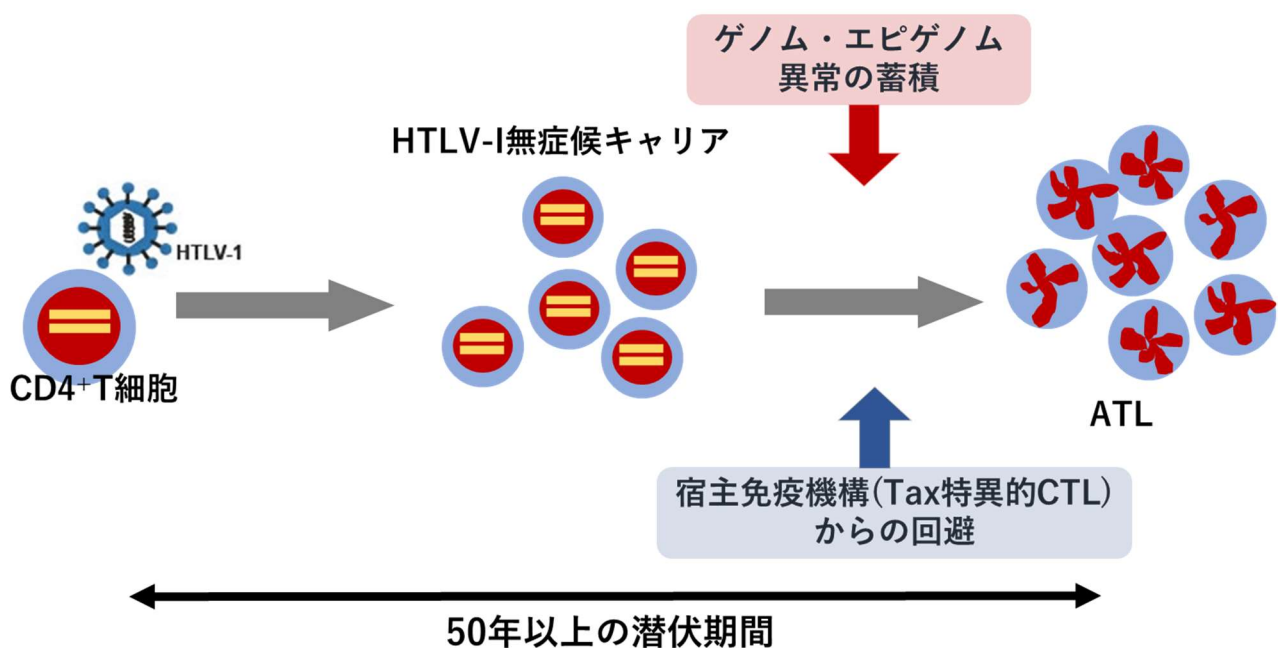 ゲノム・エピゲノム
異常の蓄積
HTLV-I無症候キャリア
HTLV-1
CD4⁺T細胞
ATL
宿主免疫機構(Tax特異的CTL)
からの回避
50年以上の潜伏期間